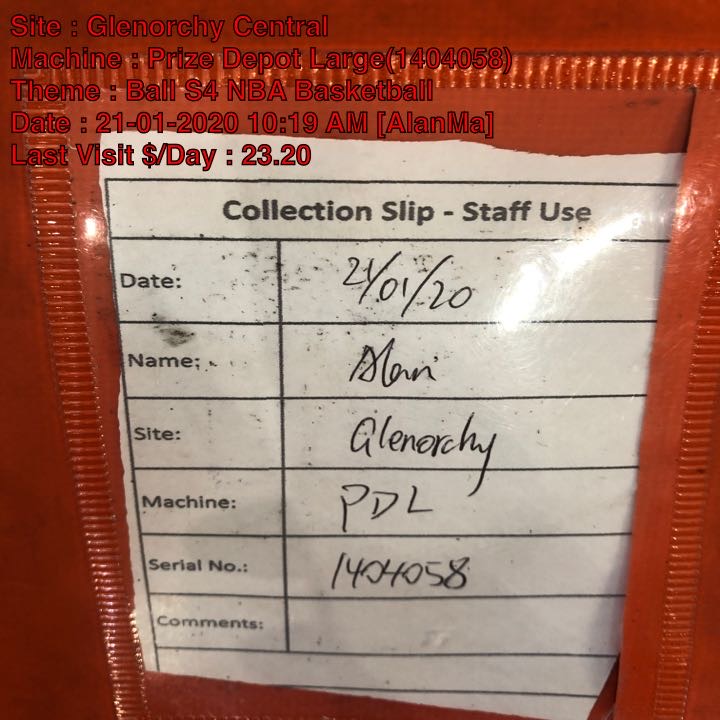 Site : Glenorchy Central
Machine : Prize Depot Large(1404058)
Theme : Ball S4 NBA Basketball
Date : 21-01-2020 10:19 AM [AlanMa]
Last Visit $/Day : 23.20
Collection Slip - Staff Use
Date: 21/01/20
Name: Alan
Site: Glenorchy
Machine: PDL
Serial No.: 1404058
Comments: